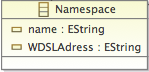 Namespace
name : EString
WDSLAdress : EString